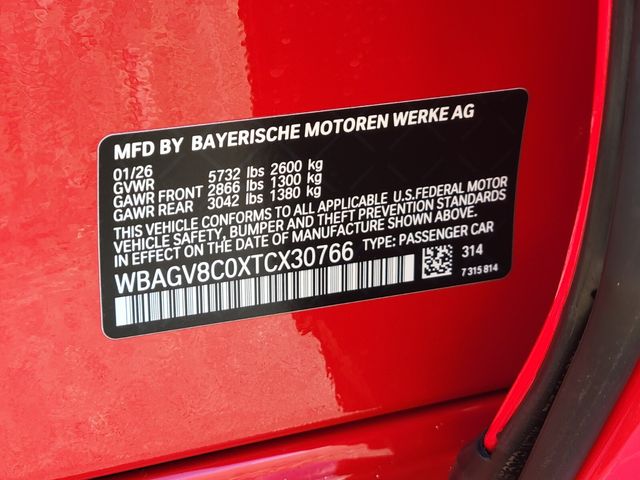 MFD BY BAYERISCHE MOTOREN WERKE AG
01/26
GVWR 5732 lbs 2600 kg
GAWR FRONT 2866 lbs 1300 kg
GAWR REAR 3042 lbs 1380 kg
THIS VEHICLE CONFORMS TO ALL APPLICABLE U.S.FEDERAL MOTOR
VEHICLE SAFETY, BUMPER AND THEFT PREVENTION STANDARDS
IN EFFECT ON THE DATE OF MANUFACTURE SHOWN ABOVE.
WBAGV8C0XTCX30766 TYPE: PASSENGER CAR
314
7 315 814